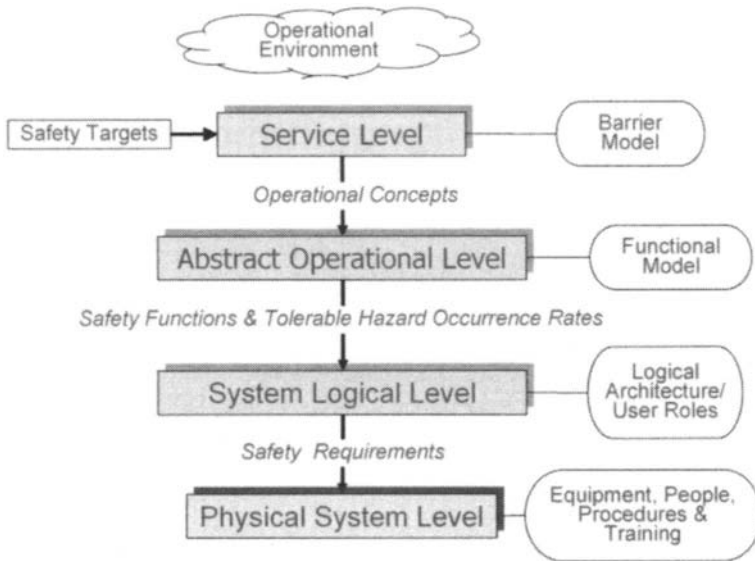 Operational
Environment
Safety Targets
Service Level
Barrier
Model
Operational Concepts
Abstract Operational Level
Functional
Model
Safety Functions & Tolerable Hazard Occurrence Rates
System Logical Level
Logical
Architecture/
User Roles
Safety Requirements
Physical System Level
Equipment, People,
Procedures &
Training